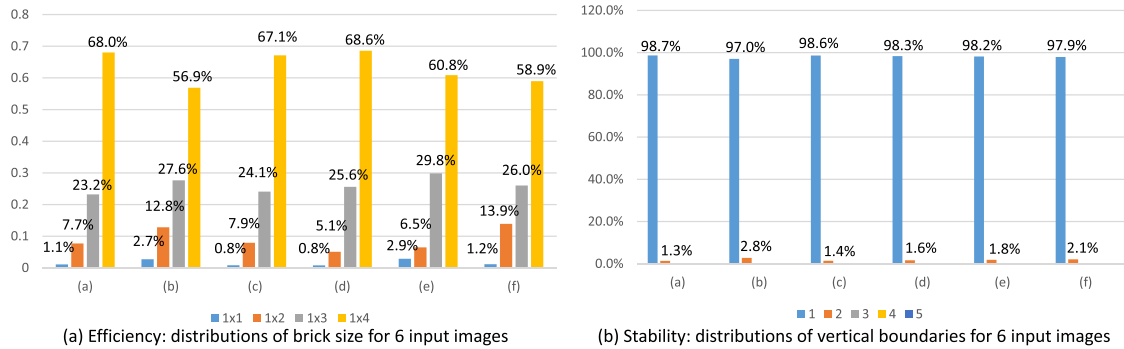 0.8
0.7
0.6
0.5
0.4
0.3
0.2
0.1
0
1.1% 7.7% 23.2% 68.0%
2.7% 12.8% 27.6% 56.9%
0.8% 7.9% 24.1% 67.1%
0.8% 5.1% 25.6% 68.6%
2.9% 6.5% 29.8% 60.8%
1.2% 13.9% 26.0% 58.9%
(a) (b) (c) (d) (e) (f)
1x1 1x2 1x3 1x4
(a) Efficiency: distributions of brick size for 6 input images
120.0%
100.0%
80.0%
60.0%
40.0%
20.0%
0.0%
98.7% 97.0% 98.6% 98.3% 98.2% 97.9%
1.3% 2.8% 1.4% 1.6% 1.8% 2.1%
(a) (b) (c) (d) (e) (f)
1 2 3 4 5
(b) Stability: distributions of vertical boundaries for 6 input images